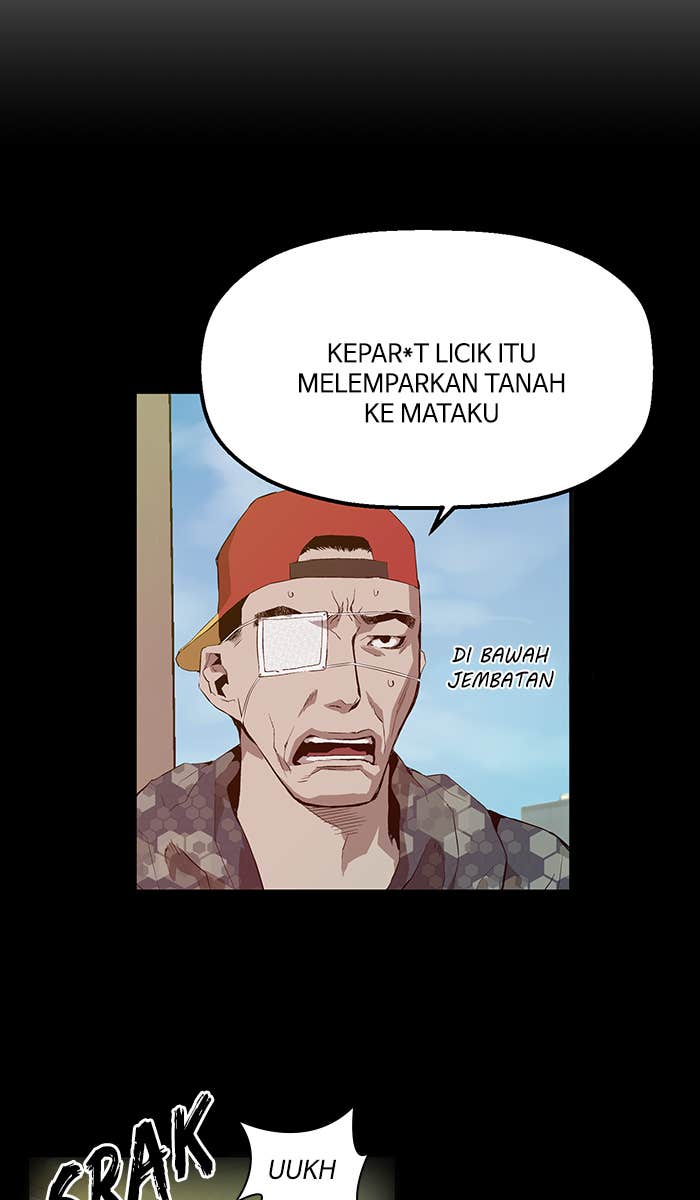 KEPAR*T LICIK ITU
MELEMPARKAN TANAH
KE MATAKU
DI BAWAH
JEMBATAN
SRAK
UUKH